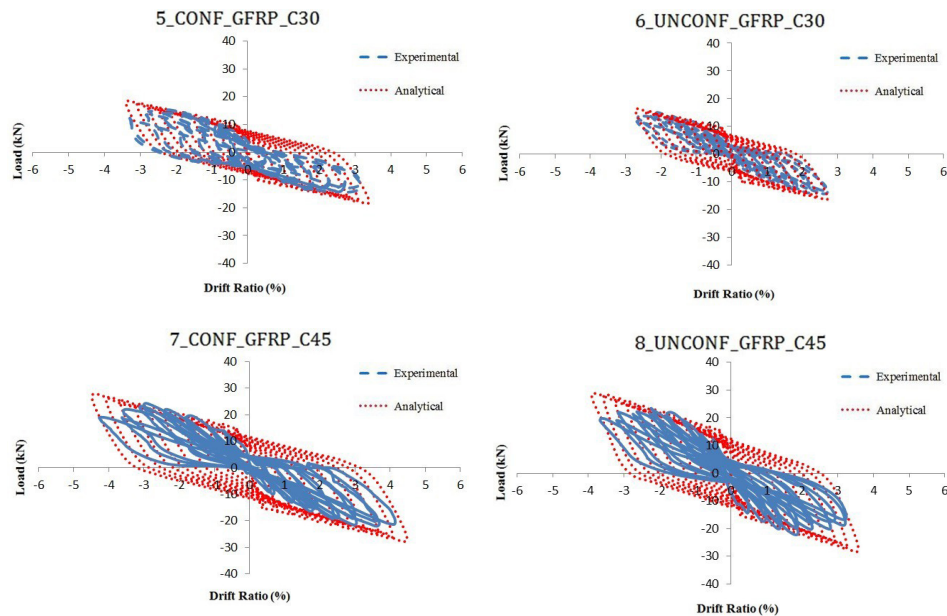 5_CONF_GFRP_C30
40
30
20
10
0
-10
-20
-30
-40
-6 -5 -4 -3 -2 -1 0 1 2 3 4 5 6
Load (kN)
Drift Ratio (%)
Experimental
Analytical
6_UNCONF_GFRP_C30
40
30
20
10
0
-10
-20
-30
-40
-6 -5 -4 -3 -2 -1 0 1 2 3 4 5 6
Load (kN)
Drift Ratio (%)
Experimental
Analytical
7_CONF_GFRP_C45
40
30
20
10
0
-10
-20
-30
-40
-6 -5 -4 -3 -2 -1 0 1 2 3 4 5 6
Load (kN)
Drift Ratio (%)
Experimental
Analytical
8_UNCONF_GFRP_C45
40
30
20
10
0
-10
-20
-30
-40
-6 -5 -4 -3 -2 -1 0 1 2 3 4 5 6
Load (kN)
Drift Ratio (%)
Experimental
Analytical